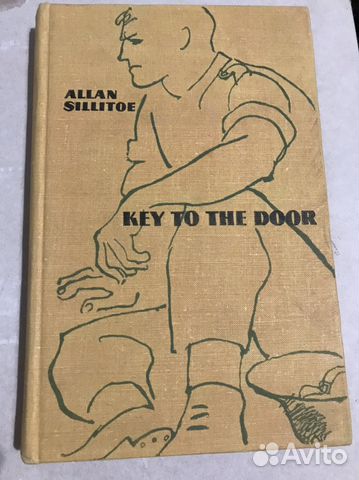 ALLAN
SILLITOE
KEY TO THE DOOR
Avito